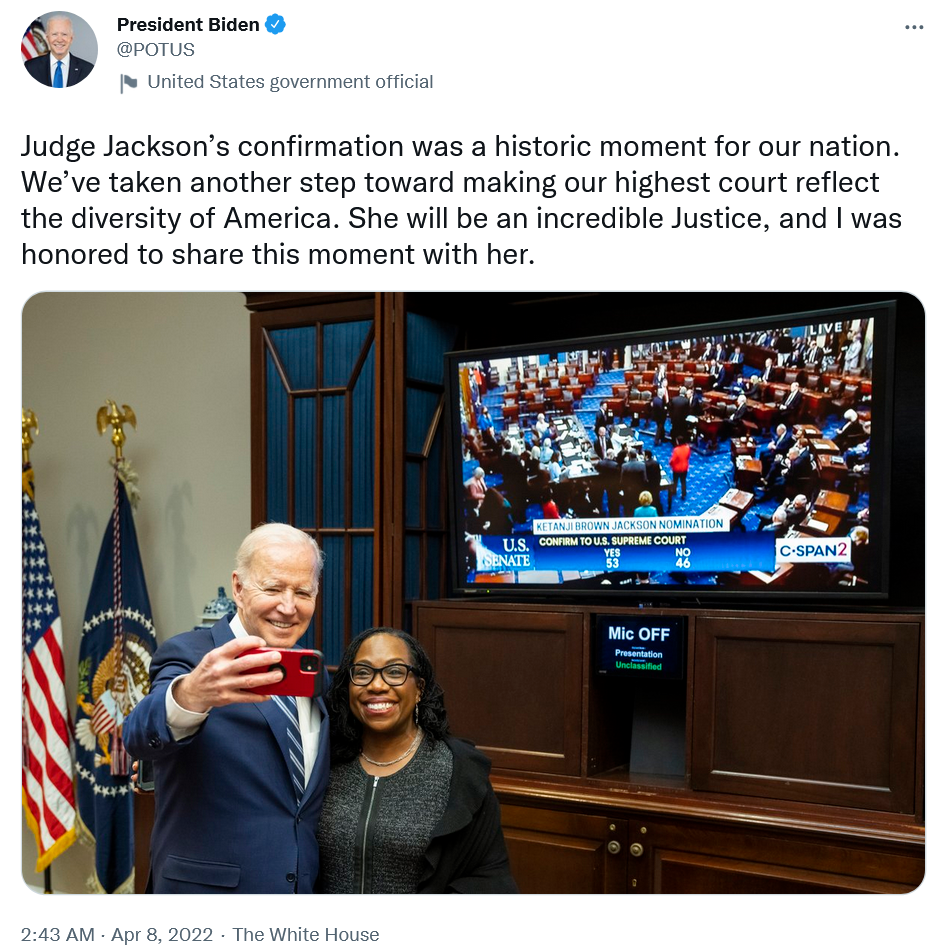 President Biden
@POTUS
United States government official
Judge Jackson’s confirmation was a historic moment for our nation.
We’ve taken another step toward making our highest court reflect
the diversity of America. She will be an incredible Justice, and I was
honored to share this moment with her.
LIVE
KETANJI BROWN JACKSON NOMINATION
U.S.
SENATE
CONFIRM TO U.S. SUPREME COURT
YES NO
53 46
C-SPAN2
Mic OFF
Presentation
Unclassified
2:43 AM · Apr 8, 2022 · The White House